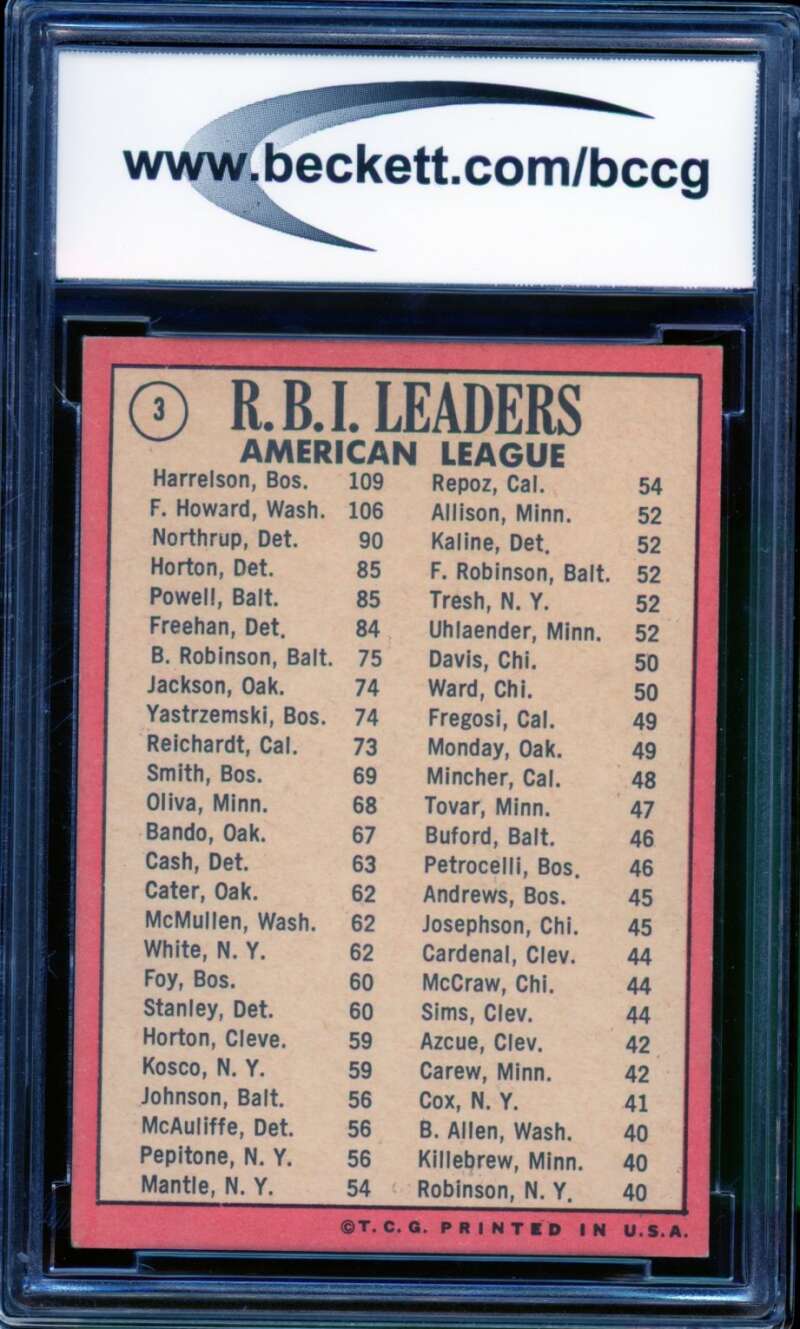 www.beckett.com/bccg
3
R.B.I. LEADERS
AMERICAN LEAGUE
Harrelson, Bos. 109
F. Howard, Wash. 106
Northrup, Det. 90
Horton, Det. 85
Powell, Balt. 85
Freehan, Det. 84
B. Robinson, Balt. 75
Jackson, Oak. 74
Yastrzemski, Bos. 74
Reichardt, Cal. 73
Smith, Bos. 69
Oliva, Minn. 68
Bando, Oak. 67
Cash, Det. 63
Cater, Oak. 62
McMullen, Wash. 62
White, N. Y. 62
Foy, Bos. 60
Stanley, Det. 60
Horton, Cleve. 59
Kosco, N. Y. 59
Johnson, Balt. 56
McAuliffe, Det. 56
Pepitone, N. Y. 56
Mantle, N. Y. 54
Repoz, Cal. 54
Allison, Minn. 52
Kaline, Det. 52
F. Robinson, Balt. 52
Tresh, N. Y. 52
Uhlaender, Minn. 52
Davis, Chi. 50
Ward, Chi. 50
Fregosi, Cal. 49
Monday, Oak. 49
Mincher, Cal. 48
Tovar, Minn. 47
Buford, Balt. 46
Petrocelli, Bos. 46
Andrews, Bos. 45
Josephson, Chi. 45
Cardenal, Clev. 44
McCraw, Chi. 44
Sims, Clev. 44
Azcue, Clev. 42
Carew, Minn. 42
Cox, N. Y. 41
B. Allen, Wash. 40
Killebrew, Minn. 40
Robinson, N. Y. 40
©T. C. G. PRINTED IN U.S.A.